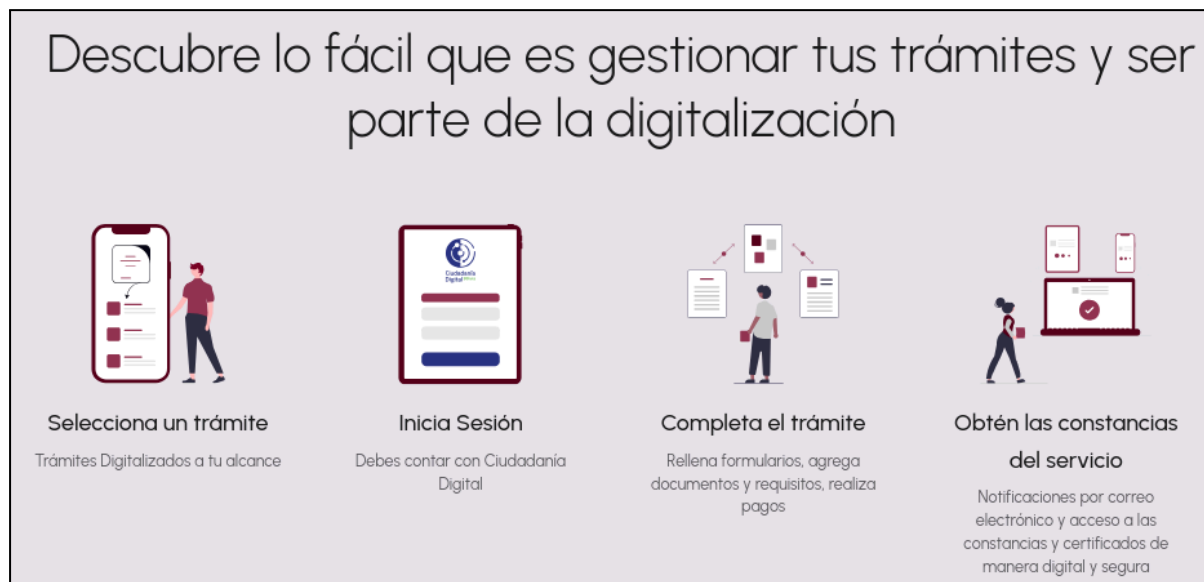 Descubre lo fácil que es gestionar tus trámites y ser
parte de la digitalización
Ciudadanía
Digital
Selecciona un trámite
Trámites Digitalizados a tu alcance
Inicia Sesión
Debes contar con Ciudadanía
Digital
Completa el trámite
Rellena formularios, agrega
documentos y requisitos, realiza
pagos
Obtén las constancias
del servicio
Notificaciones por correo
electrónico y acceso a las
constancias y certificados de
manera digital y segura